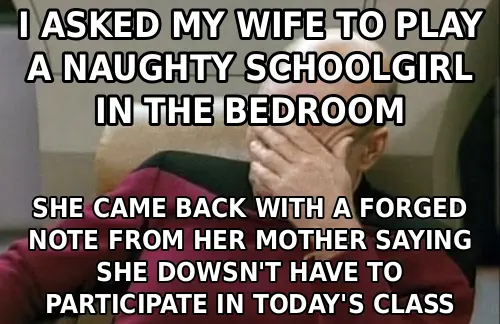 I ASKED MY WIFE TO PLAY
A NAUGHTY SCHOOLGIRL
IN THE BEDROOM
SHE CAME BACK WITH A FORGED
NOTE FROM HER MOTHER SAYING
SHE DOWSN'T HAVE TO
PARTICIPATE IN TODAY'S CLASS